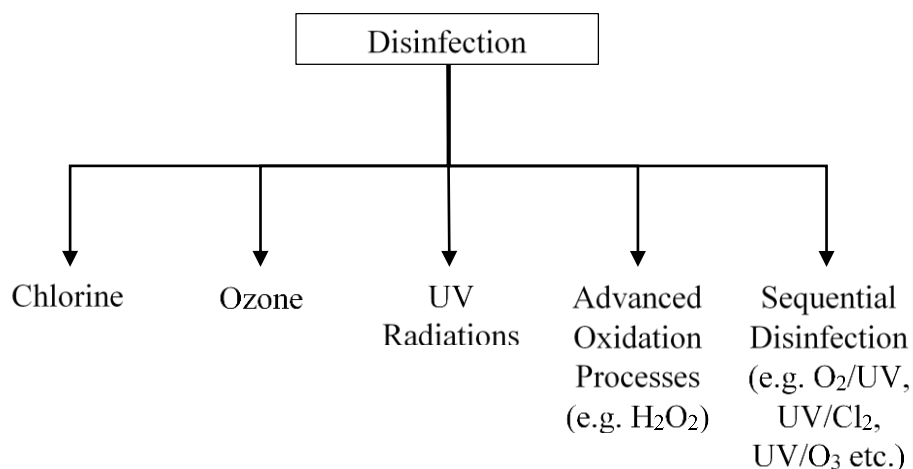 Disinfection
Chlorine
Ozone
UV
Radiations
Advanced
Oxidation
Processes
(e.g. H₂O₂)
Sequential
Disinfection
(e.g. O₂/UV,
UV/Cl₂,
UV/O₃ etc.)